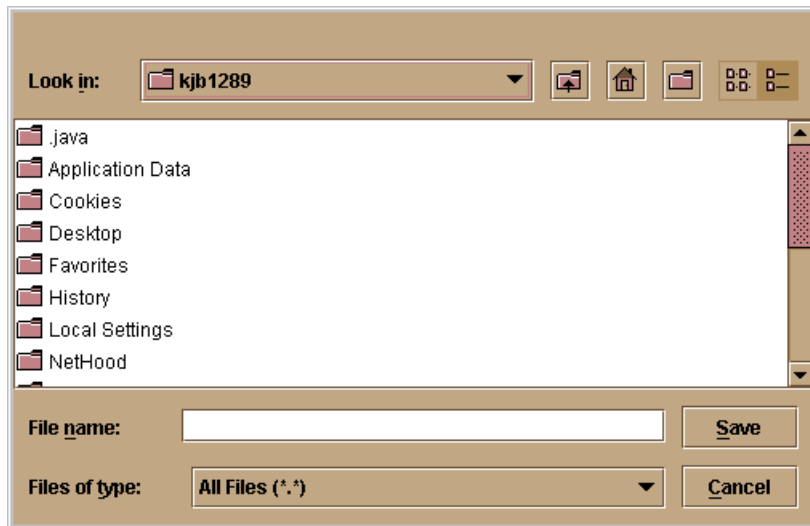 Look in: kjb1289
.java
Application Data
Cookies
Desktop
Favorites
History
Local Settings
NetHood
File name: Save
Files of type: All Files (*.*) Cancel